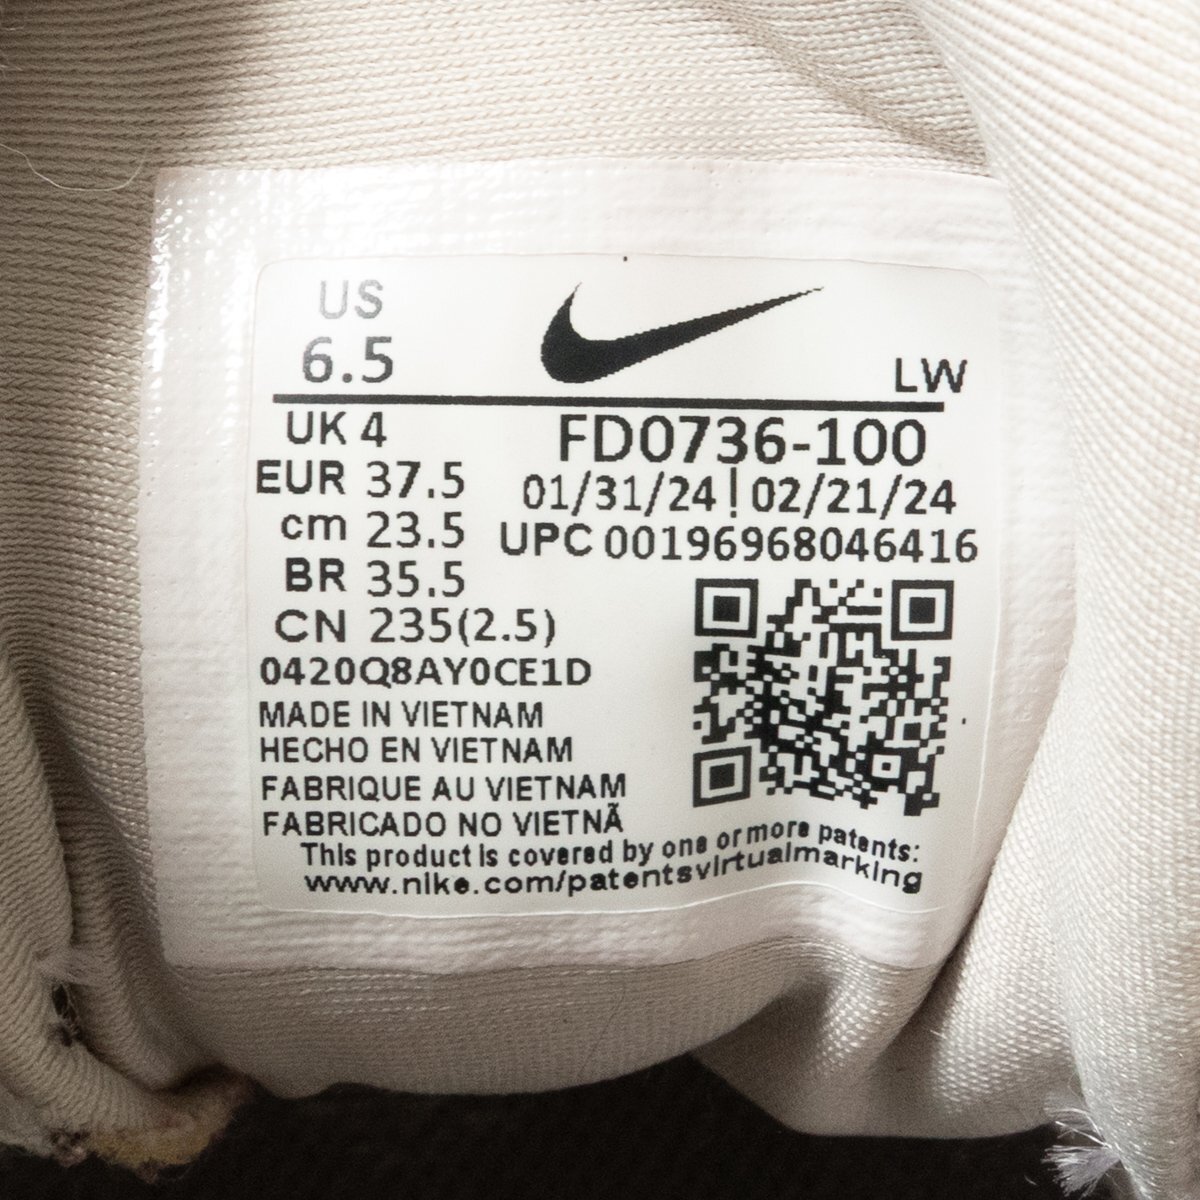 US
6.5
LW
UK 4
EUR 37.5
cm 23.5
BR 35.5
CN 235(2.5)
FD0736-100
01/31/24 | 02/21/24
UPC 00196968046416
0420Q8AY0CE1D
MADE IN VIETNAM
HECHO EN VIETNAM
FABRIQUE AU VIETNAM
FABRICADO NO VIETNÃ
This product is covered by one or more patents:
www.nike.com/patentsvirtualmarking